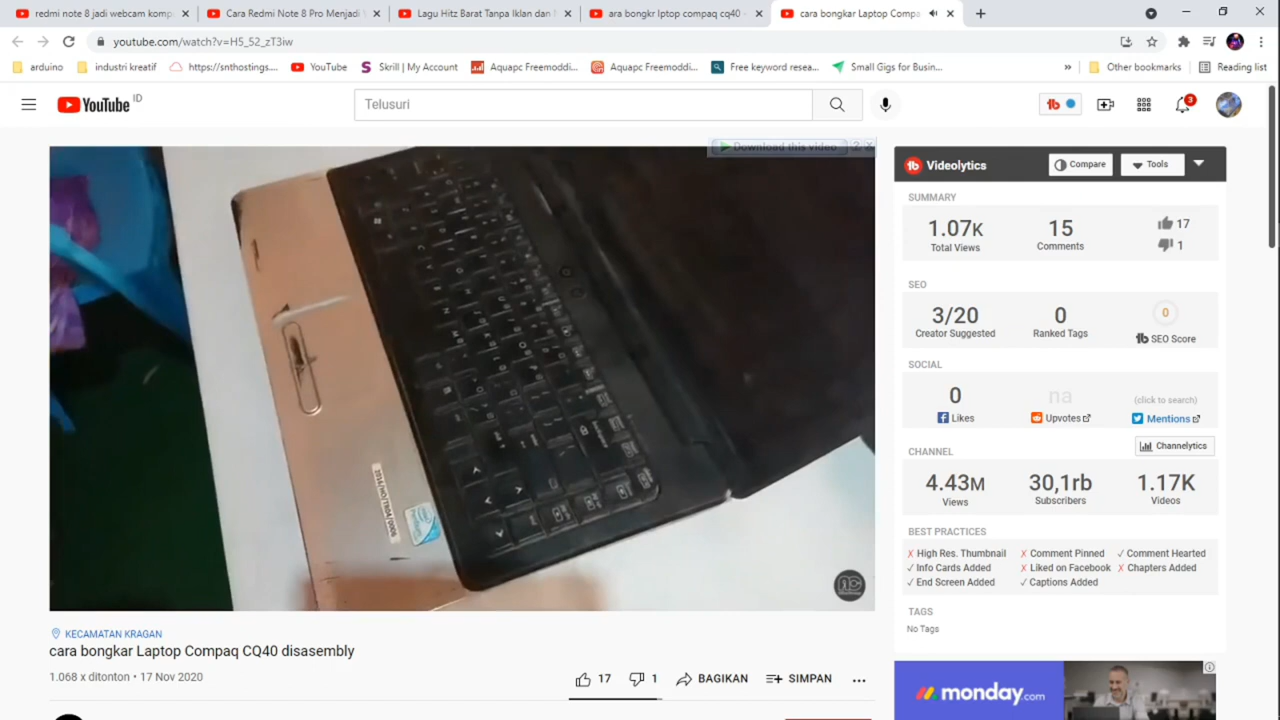 redmi note 8 jadi webcam komp
Cara Redmi Note 8 Pro Menjadi
Lagu Hitz Barat Tanpa Iklan dan
ara bongkr lptop compaq cq40 -
cara bongkar Laptop Compa
youtube.com/watch?v=H5_52_zT3iw
arduino
industri kreatif
https://snthostings....
YouTube
Skrill | My Account
Aquapc Freemoddi...
Aquapc Freemoddi...
Free keyword resea...
Small Gigs for Busin...
»
Other bookmarks
Reading list
YouTube ID
Telusuri
tb
3
Download this video ? X
tb Videolytics
Compare
Tools
SUMMARY
1.07K
Total Views
15
Comments
17
1
SEO
3/20
Creator Suggested
0
Ranked Tags
0
tb SEO Score
SOCIAL
0
Likes
na
Upvotes
(click to search)
Mentions
CHANNEL
Channelytics
4.43M
Views
30,1rb
Subscribers
1.17K
Videos
BEST PRACTICES
✗ High Res. Thumbnail
✗ Comment Pinned
✓ Comment Hearted
✓ Info Cards Added
✗ Liked on Facebook
✗ Chapters Added
✓ End Screen Added
✓ Captions Added
TAGS
No Tags
KECAMATAN KRAGAN
cara bongkar Laptop Compaq CQ40 disasembly
1.068 x ditonton • 17 Nov 2020
17
1
BAGIKAN
SIMPAN
...
monday.com